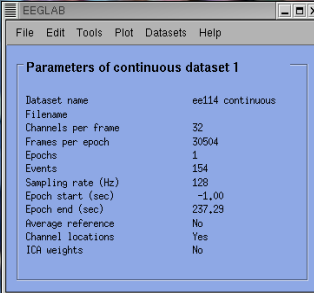 EEGLAB
File Edit Tools Plot Datasets Help
Parameters of continuous dataset 1
Dataset name ee114 continuous
Filename
Channels per frame 32
Frames per epoch 30504
Epochs 1
Events 154
Sampling rate (Hz) 128
Epoch start (sec) -1.00
Epoch end (sec) 237.29
Average reference No
Channel locations Yes
ICA weights No